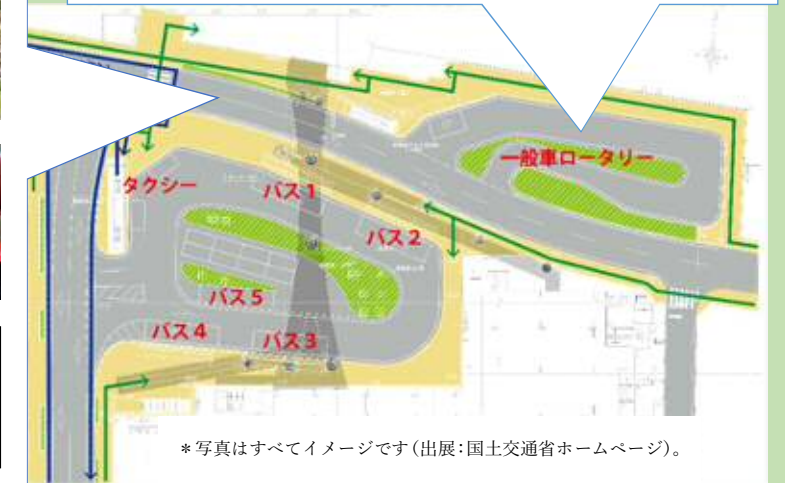 一般車ロータリー
タクシー
バス1
バス2
バス5
バス4
バス3
＊写真はすべてイメージです(出展:国土交通省ホームページ)。